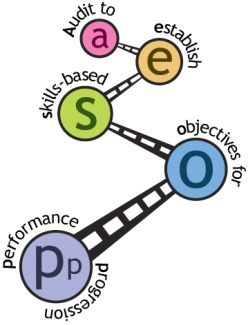 Audit to
a
establish
e
skills-based
s
objectives for
o
performance
pp
progression